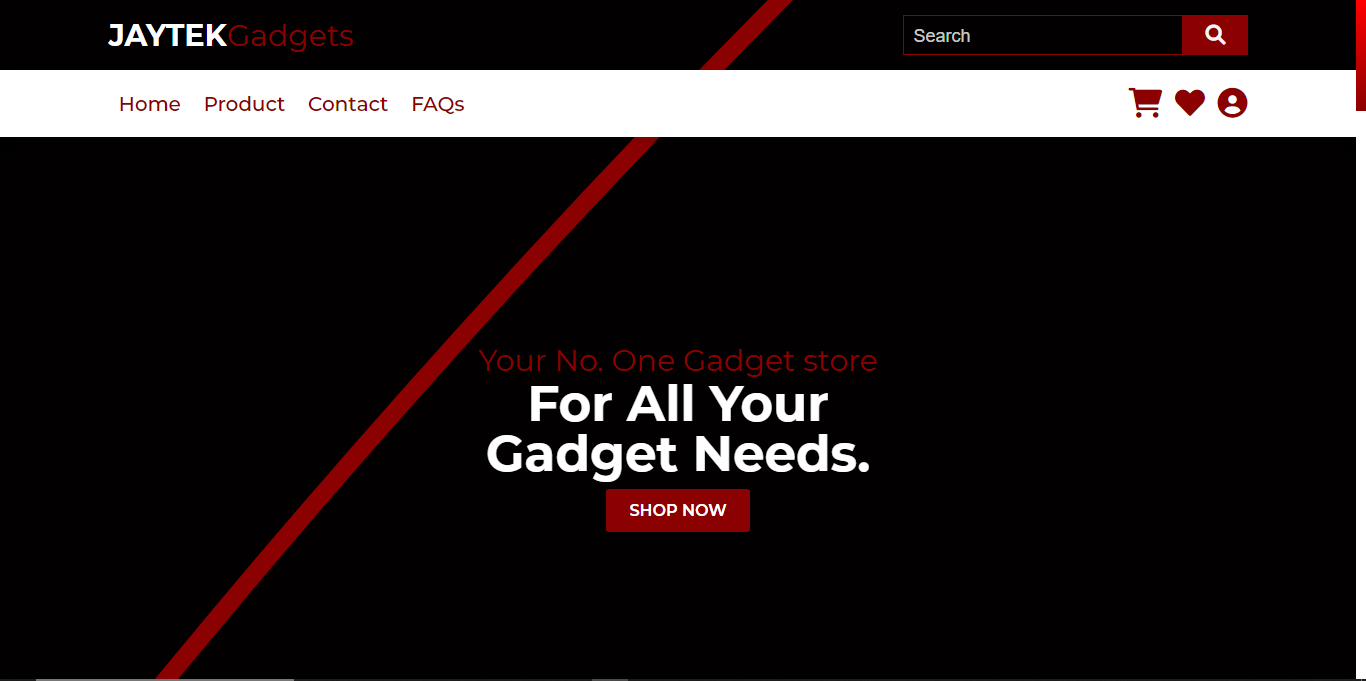 JAYTEKGadgets
Search
Home Product Contact FAQs
Your No. One Gadget store
For All Your
Gadget Needs.
SHOP NOW